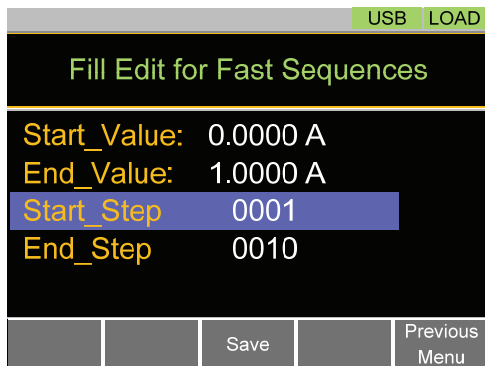 USB LOAD
Fill Edit for Fast Sequences
Start_Value: 0.0000 A
End_Value: 1.0000 A
Start_Step 0001
End_Step 0010
Save
Previous
Menu